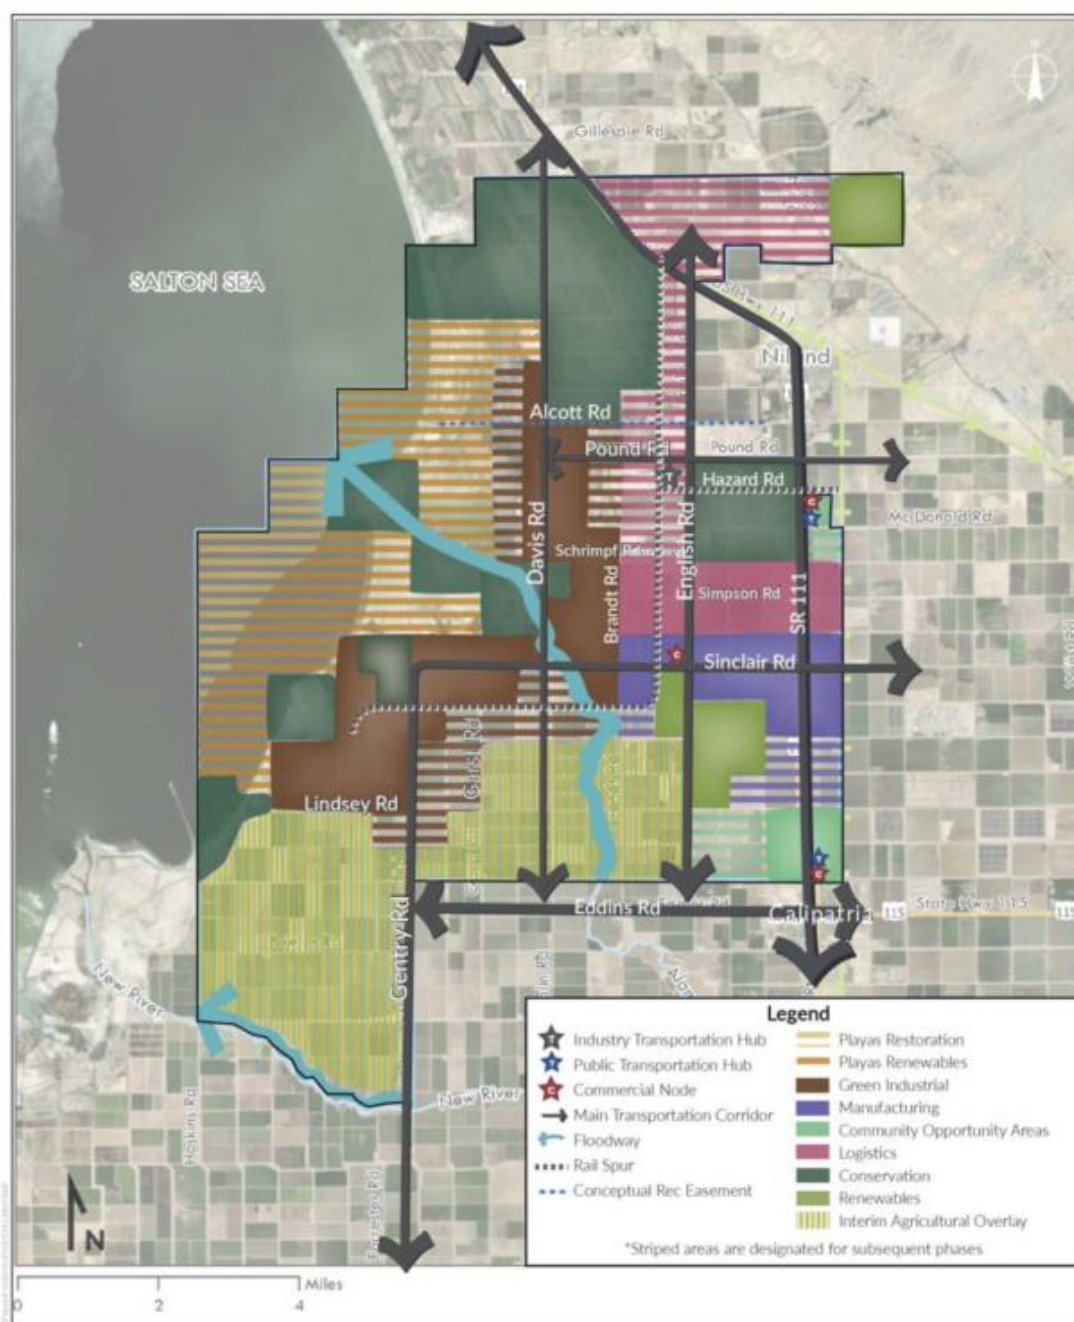 Gillespie Rd
SALTON SEA
Niland
Alcott Rd
Pound Rd
Pound Rd
Hazard Rd
McDonald Rd
Davis Rd
English Rd
Schrimpf Rd
Brandt Rd
Simpson Rd
SR 111
C
Sinclair Rd
Garst Rd
Lindsey Rd
Gentry Rd
Eddins Rd
Calipatria
115
State Hwy 115
115
New River
New River
Hoskins Rd
Forrester Rd
N
Miles
0
2
4
Legend
Industry Transportation Hub
Public Transportation Hub
Commercial Node
Main Transportation Corridor
Floodway
Rail Spur
Conceptual Rec Easement
Playas Restoration
Playas Renewables
Green Industrial
Manufacturing
Community Opportunity Areas
Logistics
Conservation
Renewables
Interim Agricultural Overlay
*Striped areas are designated for subsequent phases